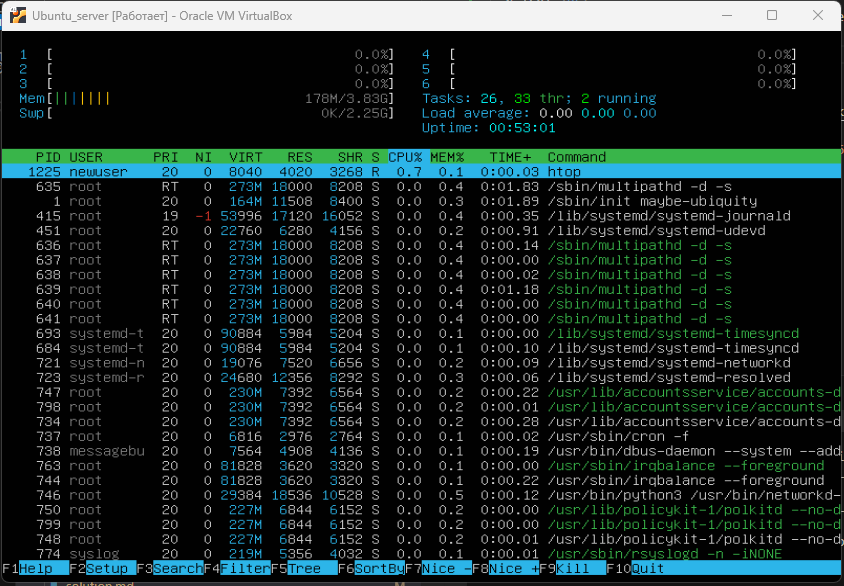 Ubuntu_server [Работает] - Oracle VM VirtualBox
1 [ 0.0%] 4 [ 0.0%]
2 [ 0.0%] 5 [ 0.0%]
3 [ 0.0%] 6 [ 0.0%]
Mem[||||||| 178M/3.83G] Tasks: 26, 33 thr; 2 running
Swp[ 0K/2.25G] Load average: 0.00 0.00 0.00
Uptime: 00:53:01
PID USER PRI NI VIRT RES SHR S CPU% MEM% TIME+ Command
1225 newuser 20 0 8040 4020 3268 R 0.7 0.1 0:00.03 htop
635 root RT 0 273M 18000 8208 S 0.0 0.4 0:01.83 /sbin/multipathd -d -s
1 root 20 0 164M 11508 8400 S 0.0 0.3 0:01.89 /sbin/init maybe-ubiquity
415 root 19 -1 53996 17120 16052 S 0.0 0.4 0:00.35 /lib/systemd/systemd-journald
451 root 20 0 22760 6280 4156 S 0.0 0.2 0:00.91 /lib/systemd/systemd-udevd
636 root RT 0 273M 18000 8208 S 0.0 0.4 0:00.14 /sbin/multipathd -d -s
637 root RT 0 273M 18000 8208 S 0.0 0.4 0:00.00 /sbin/multipathd -d -s
638 root RT 0 273M 18000 8208 S 0.0 0.4 0:00.02 /sbin/multipathd -d -s
639 root RT 0 273M 18000 8208 S 0.0 0.4 0:01.18 /sbin/multipathd -d -s
640 root RT 0 273M 18000 8208 S 0.0 0.4 0:00.00 /sbin/multipathd -d -s
641 root RT 0 273M 18000 8208 S 0.0 0.4 0:00.00 /sbin/multipathd -d -s
693 systemd-t 20 0 90884 5984 5204 S 0.0 0.1 0:00.00 /lib/systemd/systemd-timesyncd
684 systemd-t 20 0 90884 5984 5204 S 0.0 0.1 0:00.10 /lib/systemd/systemd-timesyncd
721 systemd-n 20 0 19076 7520 6656 S 0.0 0.2 0:00.09 /lib/systemd/systemd-networkd
723 systemd-r 20 0 24680 12356 8292 S 0.0 0.3 0:00.06 /lib/systemd/systemd-resolved
747 root 20 0 230M 7392 6564 S 0.0 0.2 0:00.22 /usr/lib/accountsservice/accounts-d
798 root 20 0 230M 7392 6564 S 0.0 0.2 0:00.01 /usr/lib/accountsservice/accounts-d
734 root 20 0 230M 7392 6564 S 0.0 0.2 0:00.28 /usr/lib/accountsservice/accounts-d
737 root 20 0 6816 2976 2764 S 0.0 0.1 0:00.02 /usr/sbin/cron -f
738 messagebu 20 0 7564 4908 4136 S 0.0 0.1 0:00.19 /usr/bin/dbus-daemon --system --add
763 root 20 0 81828 3620 3320 S 0.0 0.1 0:00.00 /usr/sbin/irqbalance --foreground
744 root 20 0 81828 3620 3320 S 0.0 0.1 0:00.22 /usr/sbin/irqbalance --foreground
746 root 20 0 29384 18536 10528 S 0.0 0.5 0:00.12 /usr/bin/python3 /usr/bin/networkd-
750 root 20 0 227M 6844 6152 S 0.0 0.2 0:00.00 /usr/lib/policykit-1/polkitd --no-d
799 root 20 0 227M 6844 6152 S 0.0 0.2 0:00.00 /usr/lib/policykit-1/polkitd --no-d
748 root 20 0 227M 6844 6152 S 0.0 0.2 0:00.01 /usr/lib/policykit-1/polkitd --no-d
774 syslog 20 0 219M 5356 4032 S 0.0 0.1 0:00.01 /usr/sbin/rsyslogd -n -iNONE
F1Help F2Setup F3SearchF4FilterF5Tree F6SortByF7Nice -F8Nice +F9Kill F10Quit